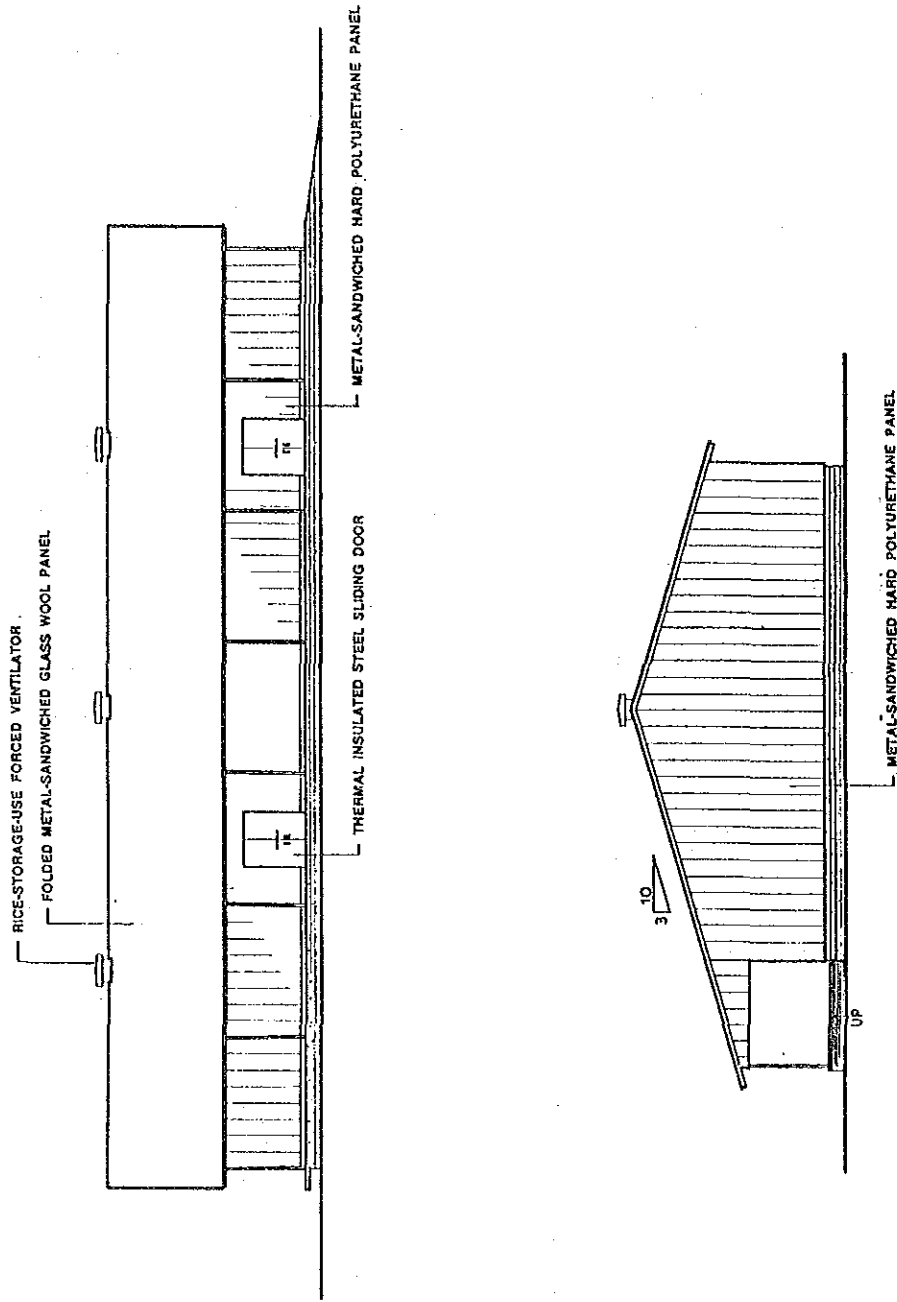 RICE-STORAGE-USE FORCED VENTILATOR
FOLDED METAL-SANDWICHED GLASS WOOL PANEL
THERMAL INSULATED STEEL SLIDING DOOR
METAL-SANDWICHED HARD POLYURETHANE PANEL
10
3
UP
METAL-SANDWICHED HARD POLYURETHANE PANEL